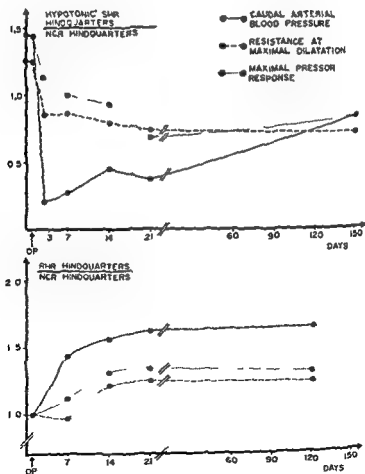 HYPOTONIC SHR
HINDQUARTERS
NCR HINDQUARTERS
CAUDAL ARTERIAL
BLOOD PRESSURE
RESISTANCE AT
MAXIMAL DILATATION
MAXIMAL PRESSOR
RESPONSE
1,5
1,0
0,5
OP 3 7 14 21 60 90 120 150
DAYS
RHR HINDQUARTERS
NCR HINDQUARTERS
2 0
1 5
1 0
OP 7 14 21 60 90 120 150
DAYS